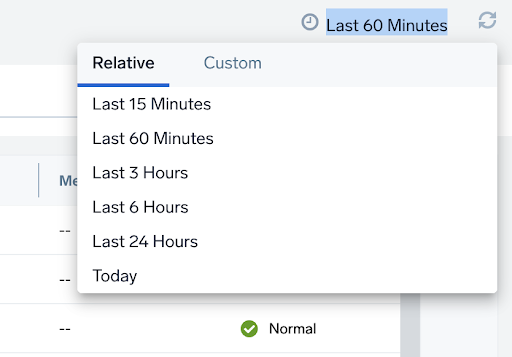 Last 60 Minutes
Relative Custom
Last 15 Minutes
Last 60 Minutes
Last 3 Hours
Last 6 Hours
Last 24 Hours
Today
Me
--
--
-- Normal